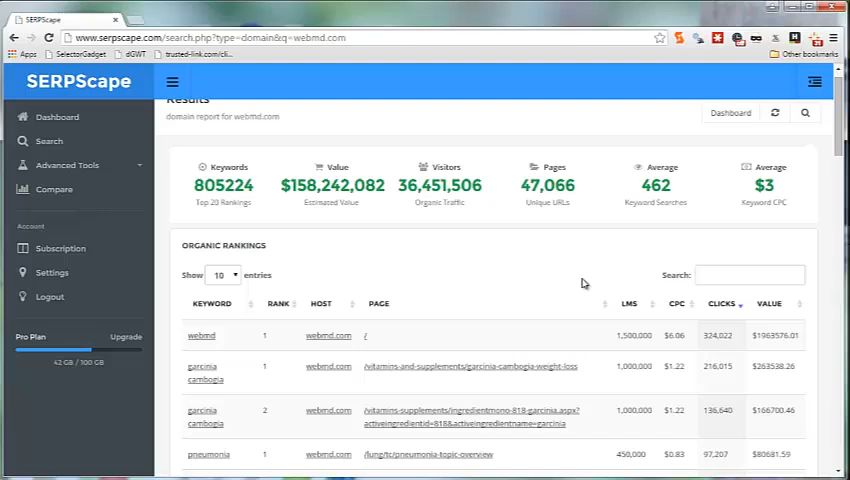 SERPScape
www.serpscape.com/search.php?type=domain&q=webmd.com
Apps SelectorGadget dGWT trusted-link.com/cli... Other bookmarks
SERPScape
Dashboard
Search
Advanced Tools
Compare
Account
Subscription
Settings
Logout
Pro Plan Upgrade
42 GB / 100 GB
Results
domain report for webmd.com
Dashboard
Keywords Value Visitors Pages Average Average
805224 $158,242,082 36,451,506 47,066 462 $3
Top 20 Rankings Estimated Value Organic Traffic Unique URLs Keyword Searches Keyword CPC
ORGANIC RANKINGS
Show 10 entries Search:
KEYWORD RANK HOST PAGE LMS CPC CLICKS VALUE
webmd 1 webmd.com / 1,500,000 $6.06 324,022 $1963576.01
garcinia 1 webmd.com /vitamins-and-supplements/garcinia-cambogia-weight-loss 1,000,000 $1.22 216,015 $263538.26
cambogia
garcinia 2 webmd.com /vitamins-supplements/ingredientmono-818-garcinia.aspx? 1,000,000 $1.22 136,640 $166700.46
cambogia activeingredientid=818&activeingredientname=garcinia
pneumonia 1 webmd.com /lung/tc/pneumonia-topic-overview 450,000 $0.83 97,207 $80681.59